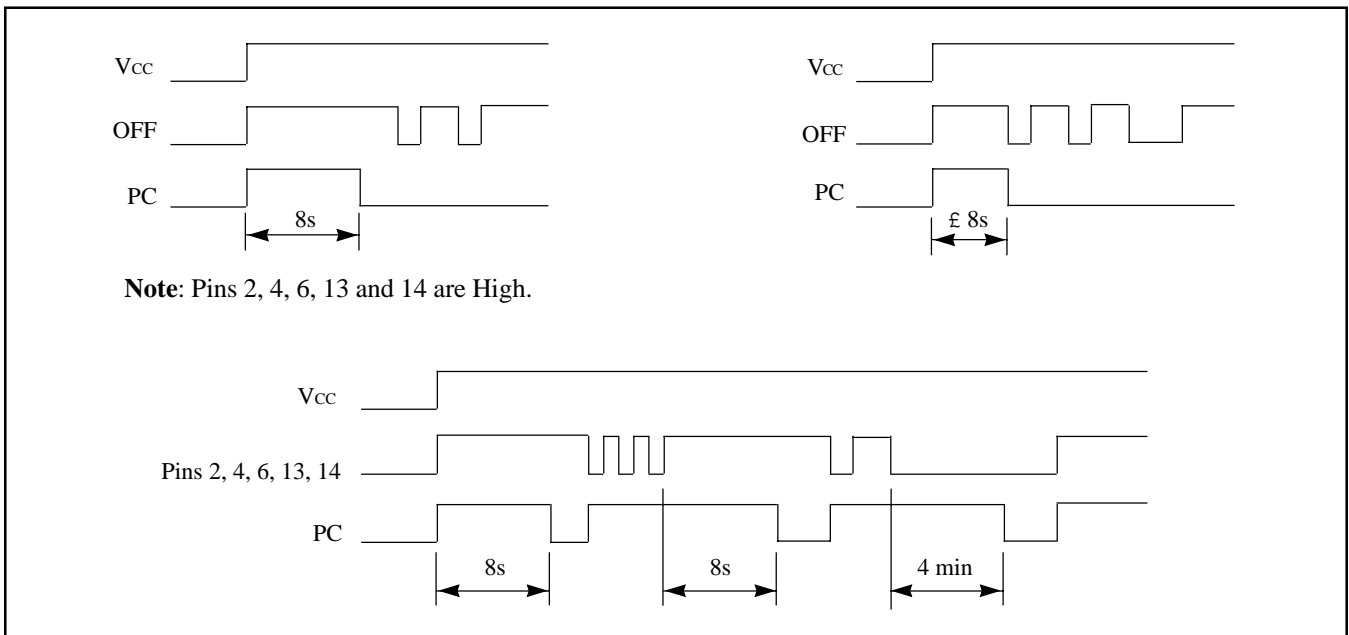 Vcc
OFF
PC
8s
Vcc
OFF
PC
£ 8s
Note: Pins 2, 4, 6, 13 and 14 are High.
Vcc
Pins 2, 4, 6, 13, 14
PC
8s
8s
4 min